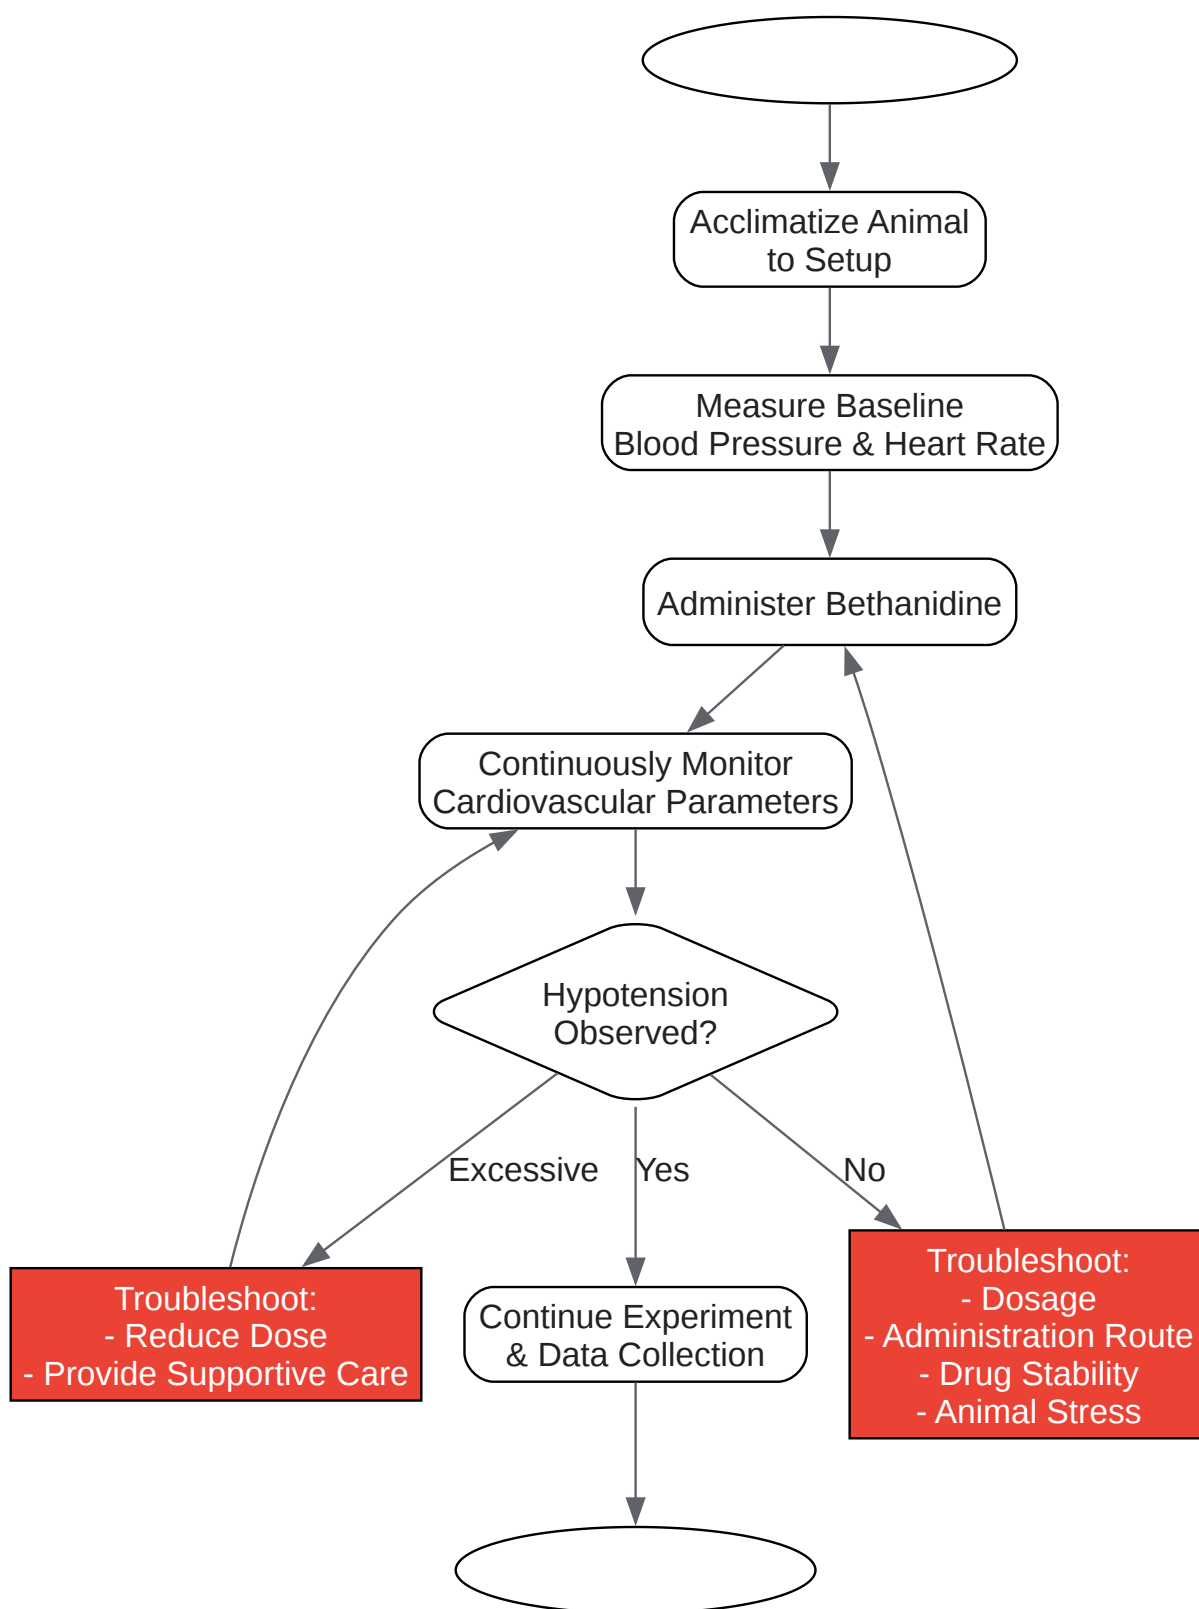 Acclimatize Animal
to Setup
Measure Baseline
Blood Pressure & Heart Rate
Administer Bethanidine
Continuously Monitor
Cardiovascular Parameters
Hypotension
Observed?
Excessive
Yes
No
Troubleshoot:
- Reduce Dose
- Provide Supportive Care
Continue Experiment
& Data Collection
Troubleshoot:
- Dosage
- Administration Route
- Drug Stability
- Animal Stress